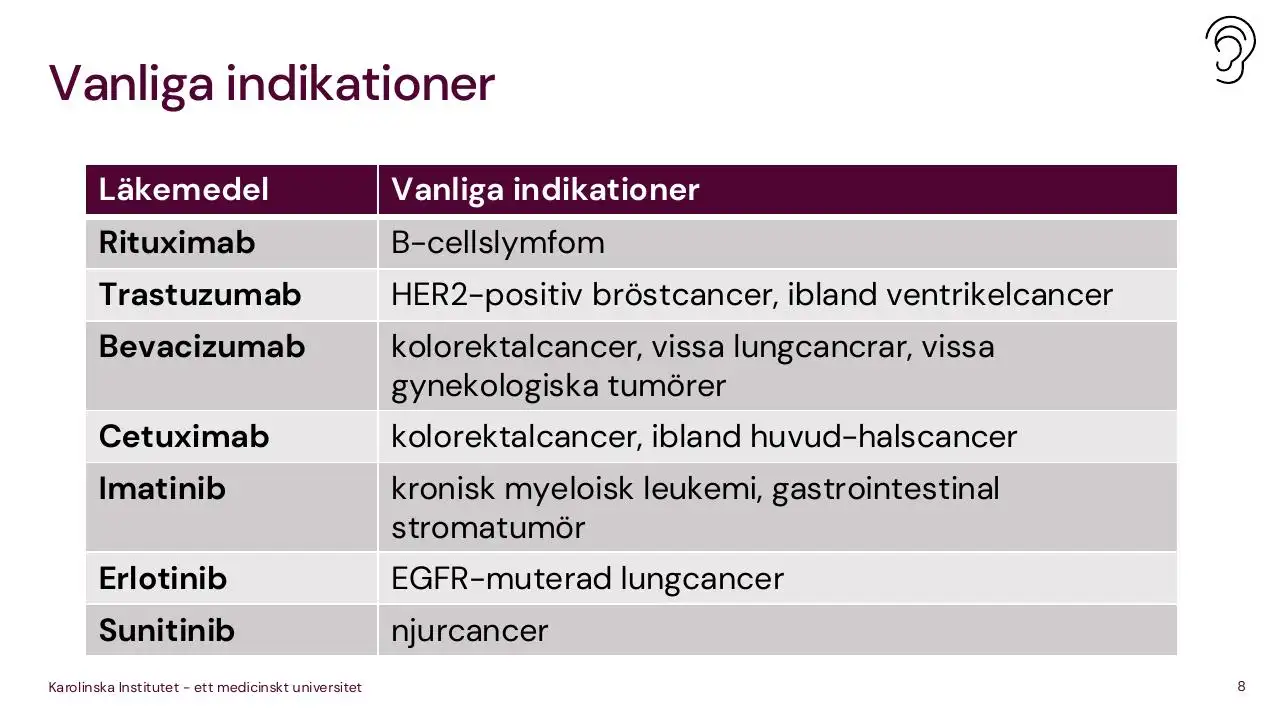 Vanliga indikationer
Läkemedel Vanliga indikationer
Rituximab B-cellslymfom
Trastuzumab HER2-positiv bröstcancer, ibland ventrikelcancer
Bevacizumab kolorektalcancer, vissa lungcancrar, vissa
gynekologiska tumörer
Cetuximab kolorektalcancer, ibland huvud-halscancer
Imatinib kronisk myeloisk leukemi, gastrointestinal
stromatumör
Erlotinib EGFR-muterad lungcancer
Sunitinib njurcancer
Karolinska Institutet - ett medicinskt universitet 8